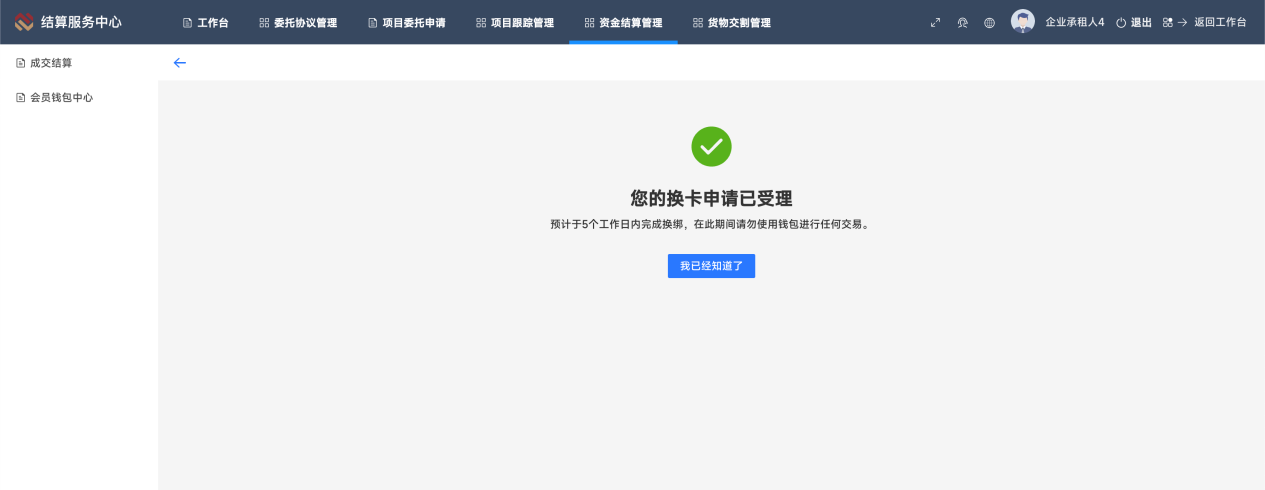 结算服务中心
工作台
委托协议管理
项目委托申请
项目跟踪管理
资金结算管理
货物交割管理
企业承租人4
退出
返回工作台
成交结算
会员钱包中心
您的换卡申请已受理
预计于5个工作日内完成换绑，在此期间请勿使用钱包进行任何交易。
我已经知道了